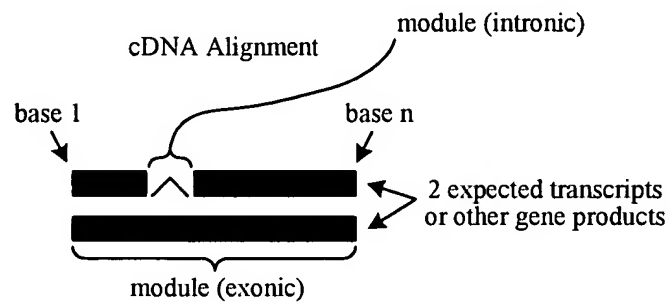 module (intronic)
cDNA Alignment
base 1
base n
2 expected transcripts
or other gene products
module (exonic)